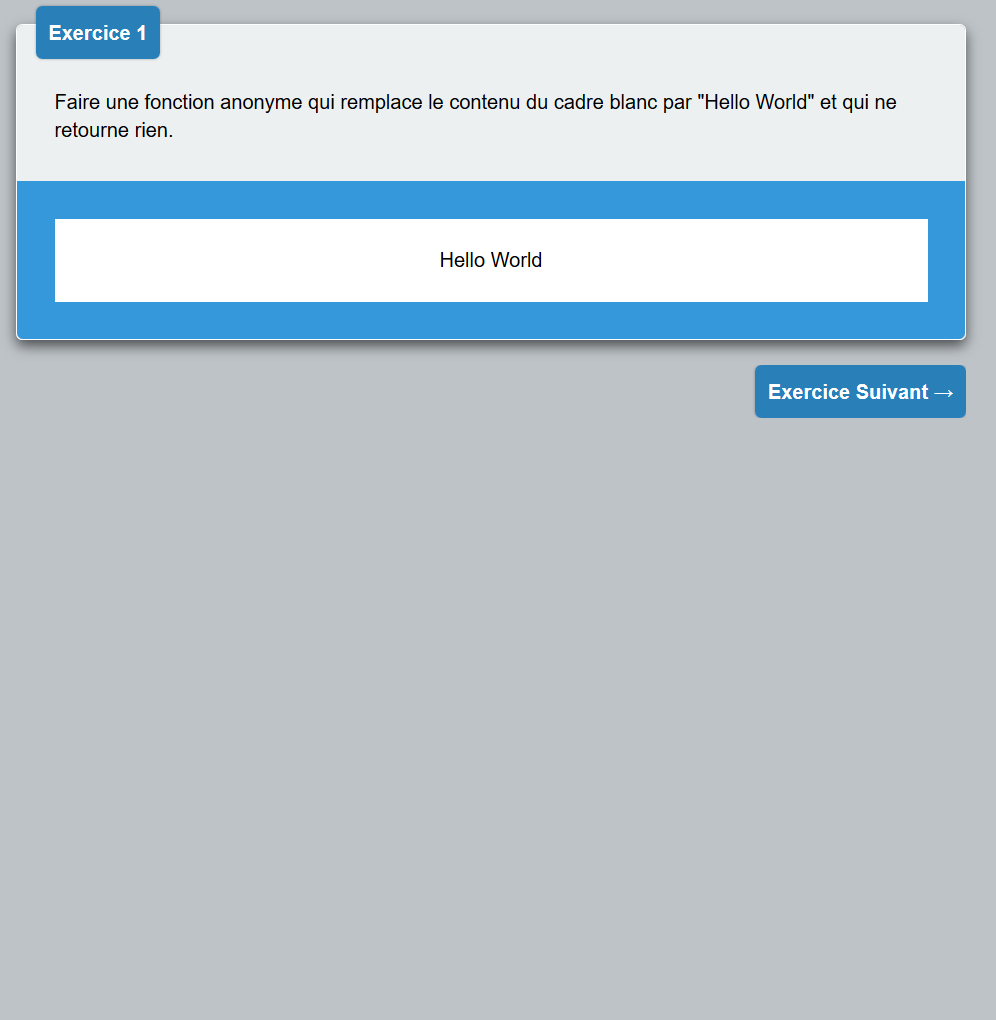 Exercice 1
Faire une fonction anonyme qui remplace le contenu du cadre blanc par "Hello World" et qui ne
retourne rien.
Hello World
Exercice Suivant →